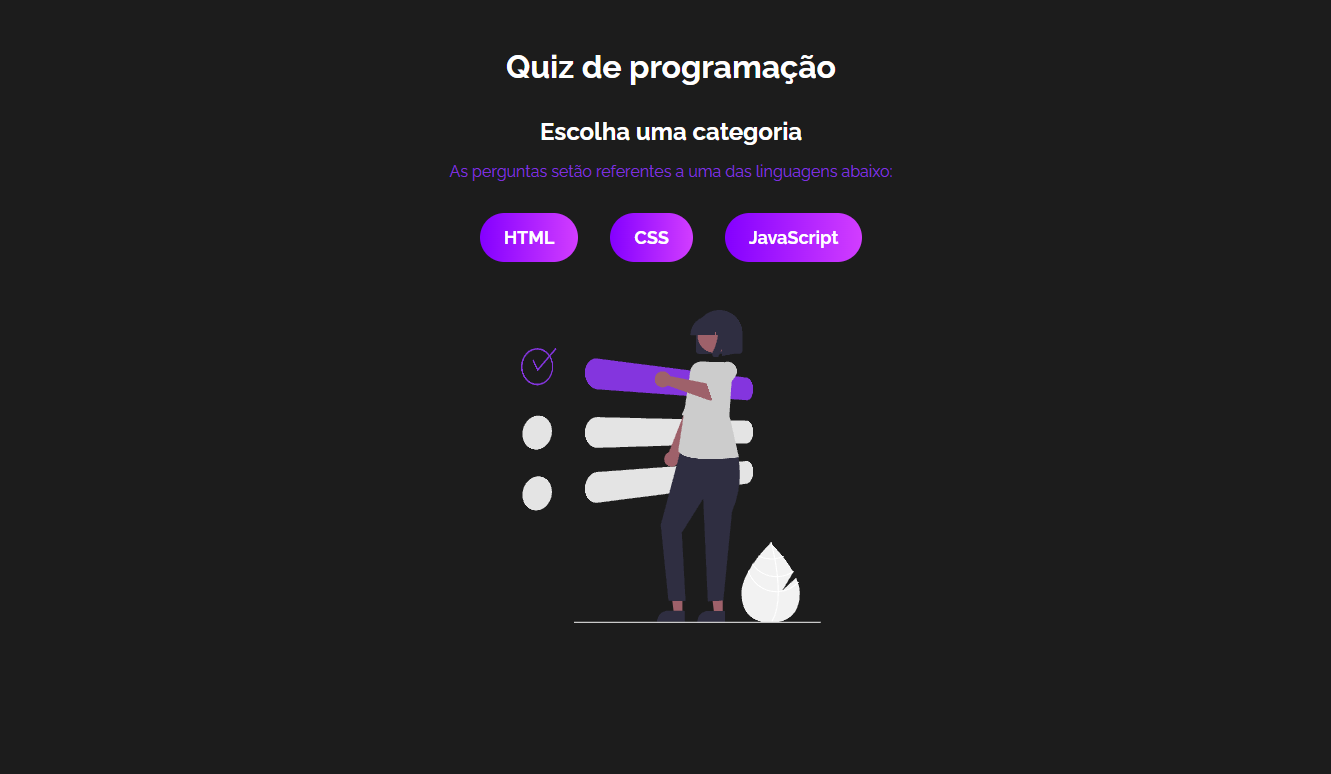 Quiz de programação
Escolha uma categoria
As perguntas setão referentes a uma das linguagens abaixo:
HTML
CSS
JavaScript